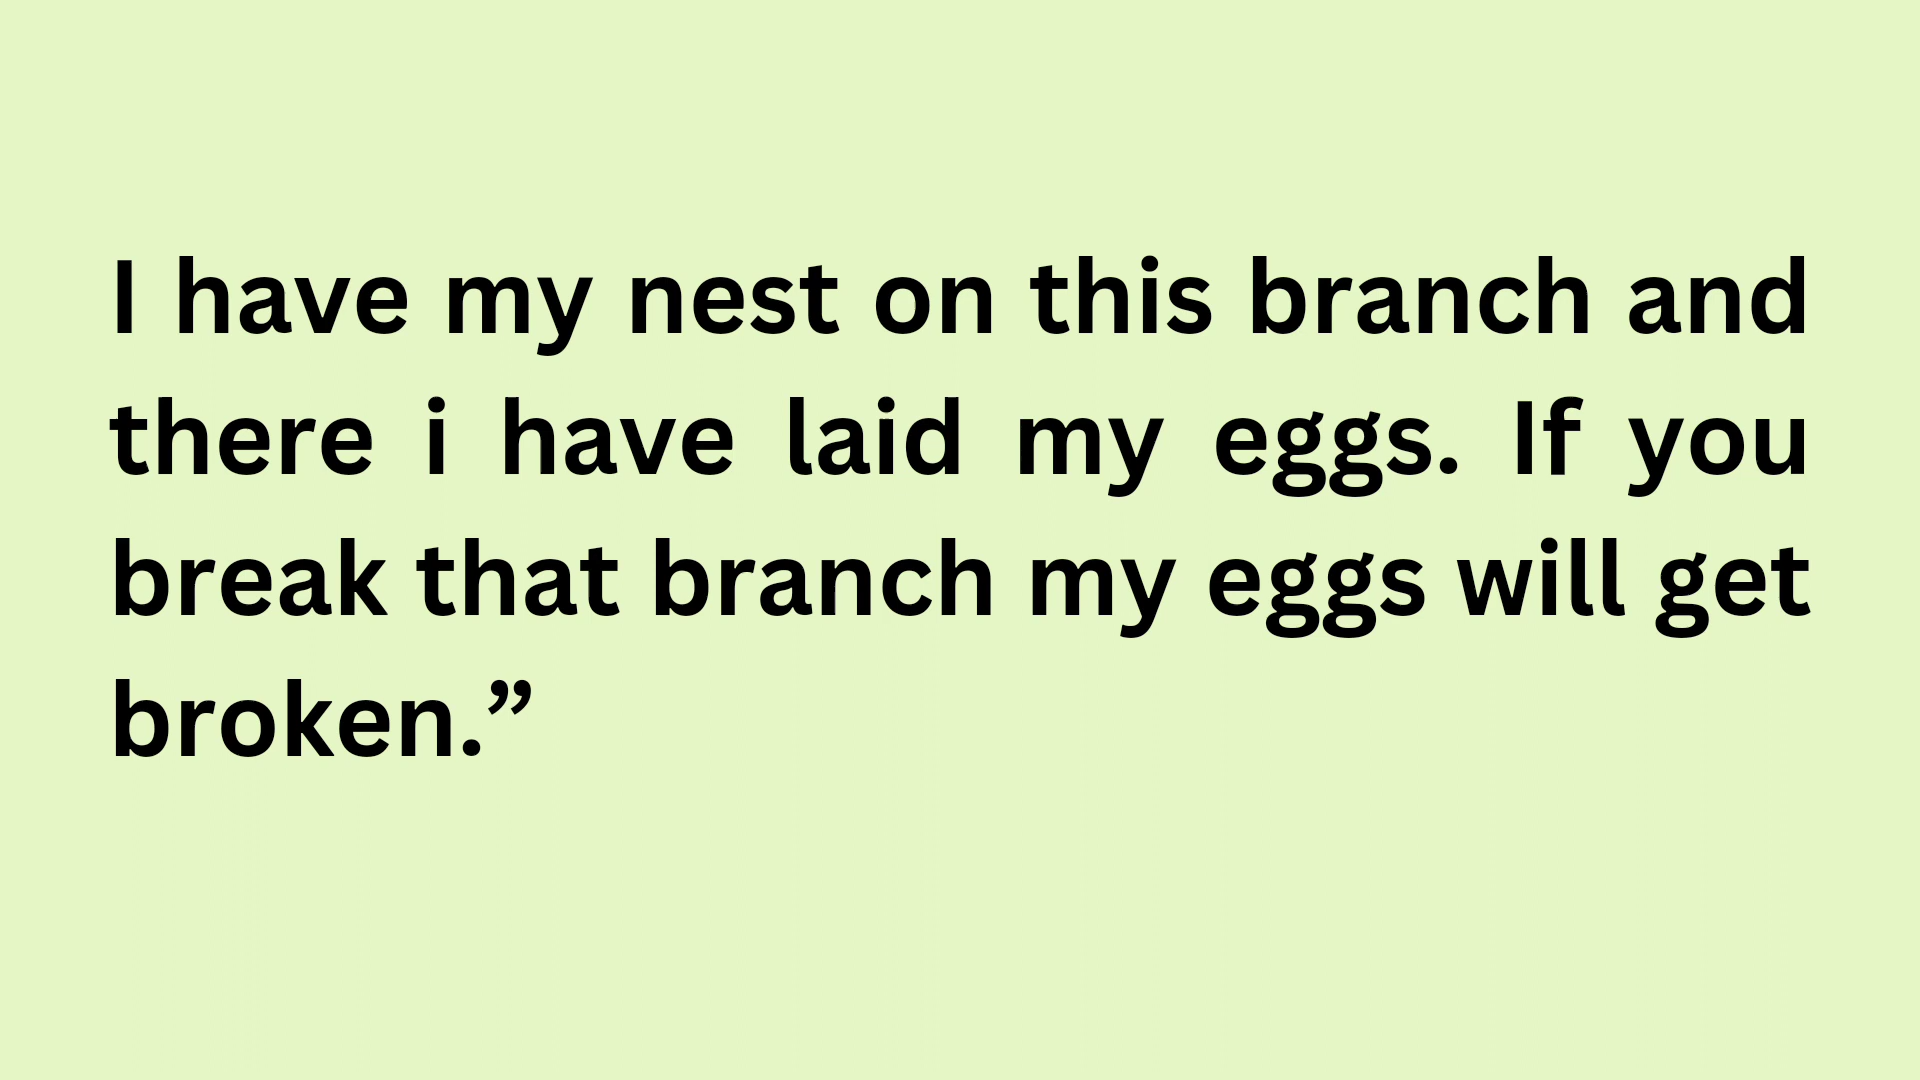 I have my nest on this branch and
there i have laid my eggs. If you
break that branch my eggs will get
broken.”